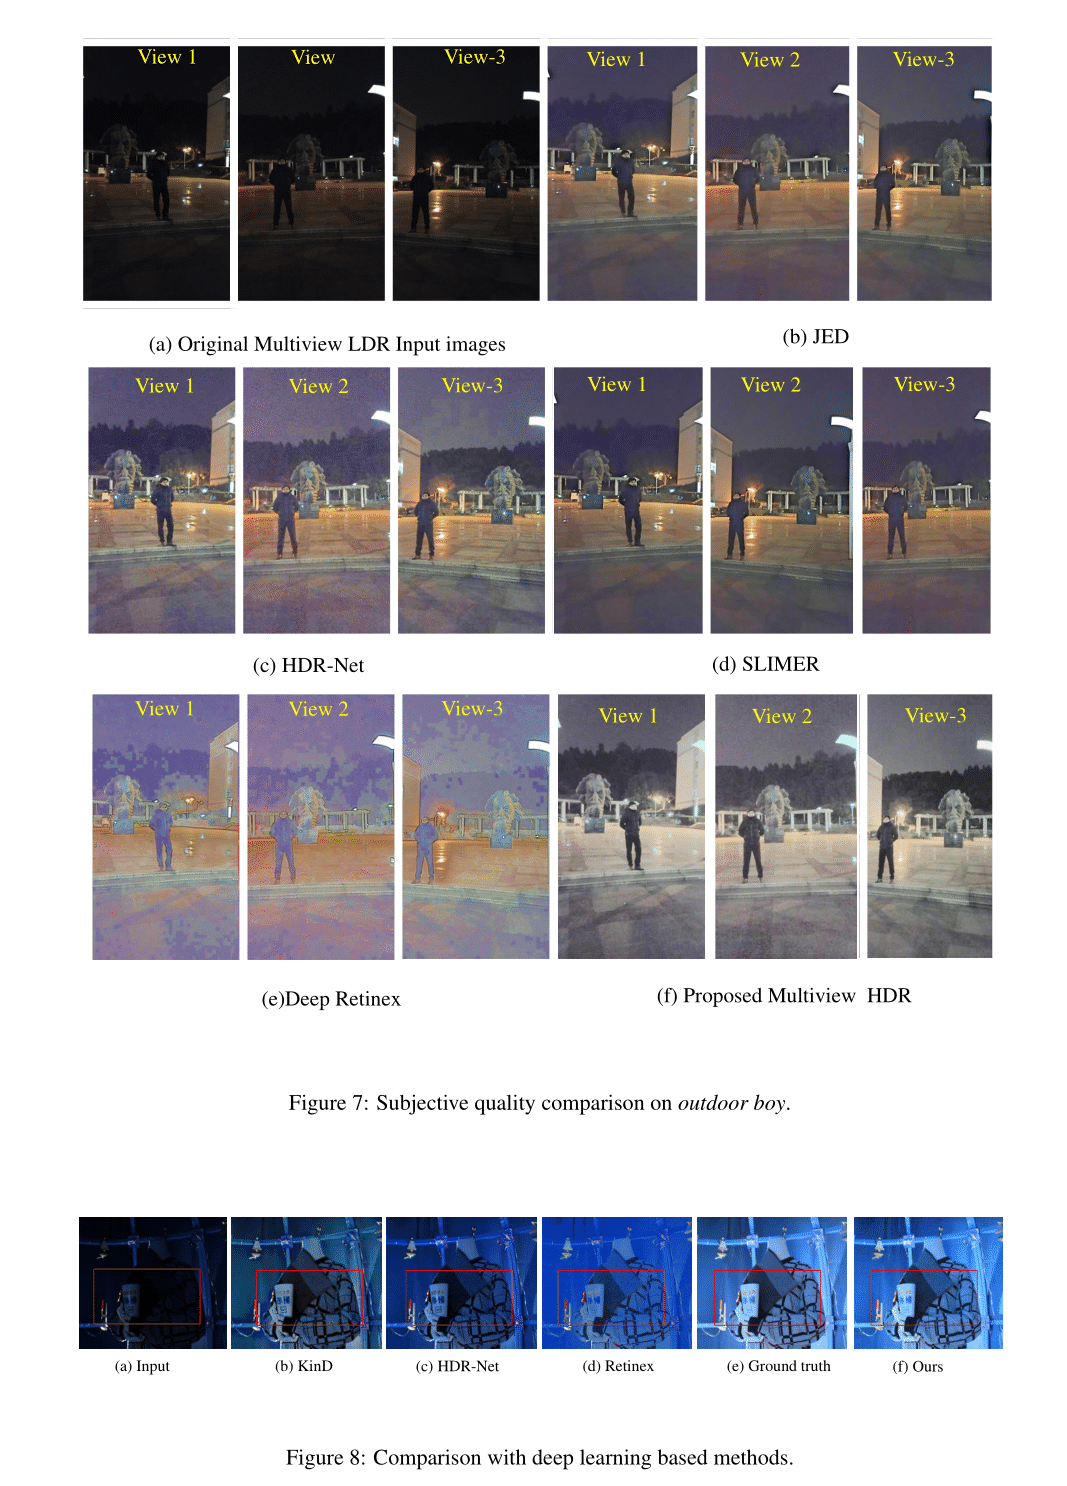 View 1 View View-3 View 1 View 2 View-3
(a) Original Multiview LDR Input images (b) JED
View 1 View 2 View-3 View 1 View 2 View-3
(c) HDR-Net (d) SLIMER
View 1 View 2 View-3 View 1 View 2 View-3
(e)Deep Retinex (f) Proposed Multiview HDR
Figure 7: Subjective quality comparison on outdoor boy.
(a) Input (b) KinD (c) HDR-Net (d) Retinex (e) Ground truth (f) Ours
Figure 8: Comparison with deep learning based methods.